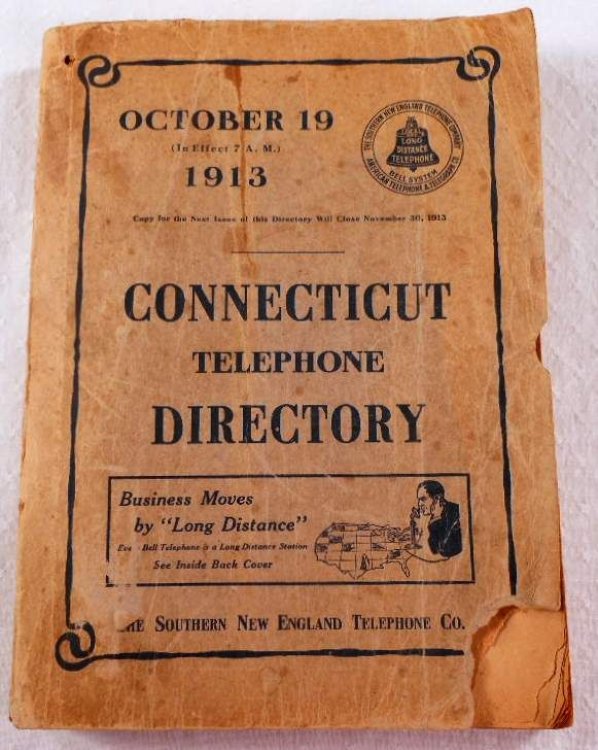 OCTOBER 19
(In Effect 7 A. M.)
1913
THE SOUTHERN NEW ENGLAND TELEPHONE COMPANY
LONG
DISTANCE
TELEPHONE
BELL SYSTEM
AMERICAN TELEPHONE & TELEGRAPH CO.
Copy for the Next Issue of this Directory Will Close November 30, 1913
CONNECTICUT
TELEPHONE
DIRECTORY
Business Moves
by "Long Distance"
Bell Telephone is a Long Distance Station
See Inside Back Cover
SOUTHERN NEW ENGLAND TELEPHONE CO.